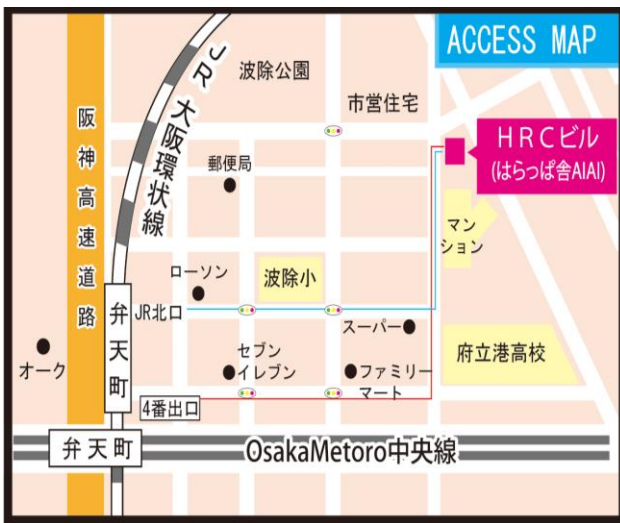 ACCESS MAP
波除公園
市営住宅
HRCビル
(はらっぱ舎AIAI)
阪神高速道路
JR 大阪環状線
郵便局
マン
ション
ローソン
波除小
弁天町
JR北口
スーパー
オーク
セブン
イレブン
ファミリー
マート
府立港高校
4番出口
弁天町
OsakaMetoro中央線